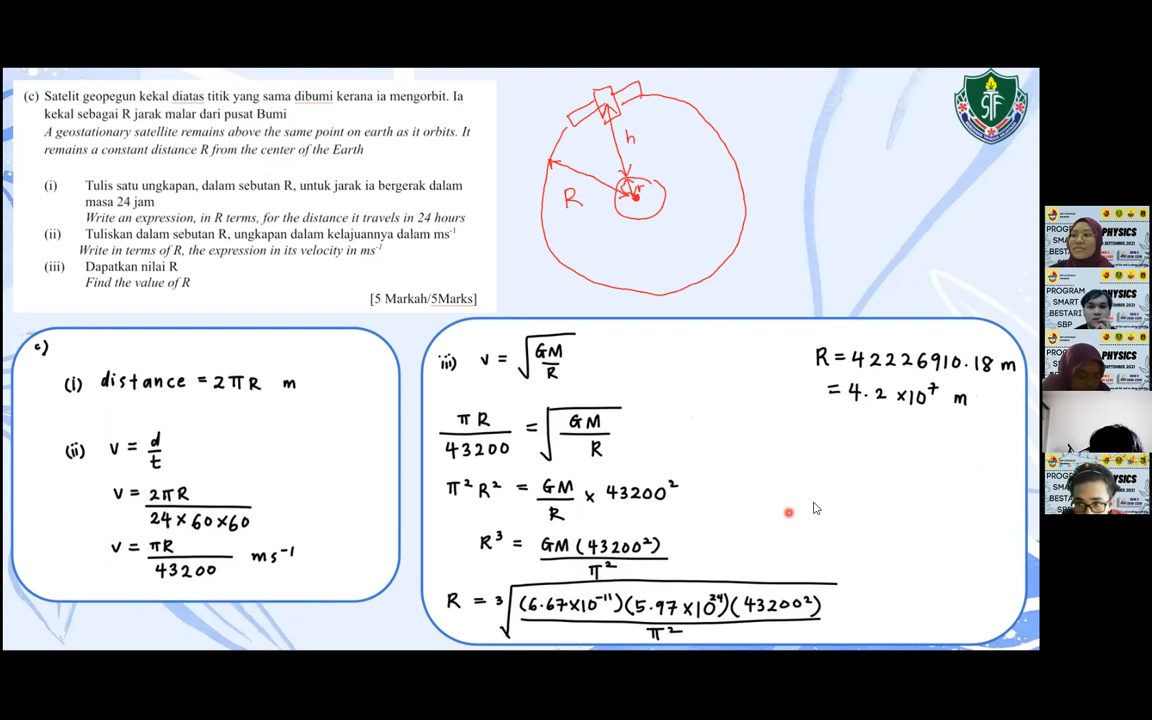 (c) Satelit geopegun kekal diatas titik yang sama dibumi kerana ia mengorbit. Ia
kekal sebagai R jarak malar dari pusat Bumi
A geostationary satellite remains above the same point on earth as it orbits. It
remains a constant distance R from the center of the Earth
(i) Tulis satu ungkapan, dalam sebutan R, untuk jarak ia bergerak dalam
masa 24 jam
Write an expression, in R terms, for the distance it travels in 24 hours
(ii) Tuliskan dalam sebutan R, ungkapan dalam kelajuannya dalam ms⁻¹
Write in terms of R, the expression in its velocity in ms⁻¹
(iii) Dapatkan nilai R
Find the value of R
[5 Markah/5Marks]
h
r
R
STF
c)
(i) distance = 2πR m
(ii) v = d/t
v = 2πR / 24×60×60
v = πR / 43200 ms⁻¹
iii) v = √(GM/R)
πR / 43200 = √(GM/R)
π²R² = GM/R × 43200²
R³ = GM(43200²) / π²
R = ³√((6.67×10⁻¹¹)(5.97×10²⁴)(43200²) / π²)
R = 42226910.18 m
= 4.2 ×10⁷ m
PROGRAM
SMART
BESTARI
SBP
PHYSICS